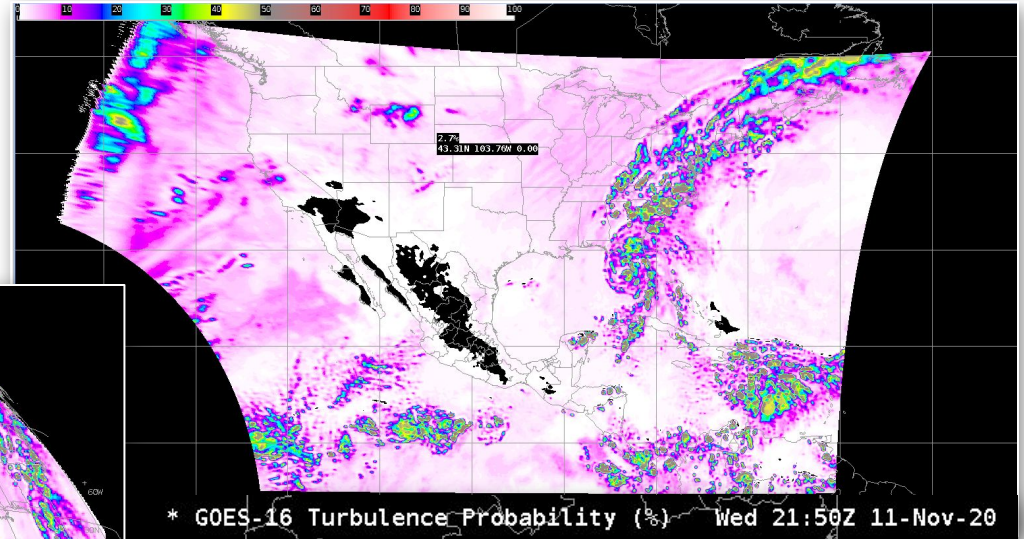 0 10 20 30 40 50 60 70 80 90 100
2.7%
43.31N 103.76W 0.00
60W
* GOES-16 Turbulence Probability (%) Wed 21:50Z 11-Nov-20